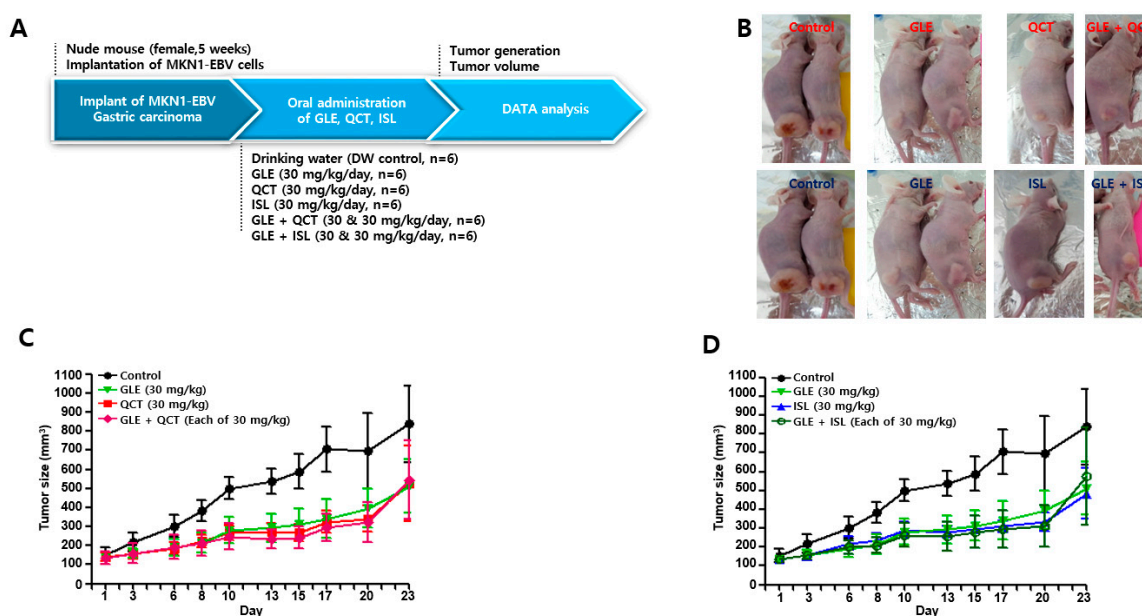 A
Nude mouse (female,5 weeks)
Implantation of MKN1-EBV cells
Tumor generation
Tumor volume
Implant of MKN1-EBV
Gastric carcinoma
Oral administration
of GLE, QCT, ISL
DATA analysis
Drinking water (DW control, n=6)
GLE (30 mg/kg/day, n=6)
QCT (30 mg/kg/day, n=6)
ISL (30 mg/kg/day, n=6)
GLE + QCT (30 & 30 mg/kg/day, n=6)
GLE + ISL (30 & 30 mg/kg/day, n=6)
B
Control GLE QCT GLE + QC
Control GLE ISL GLE + IS
C
Tumor size (mm³)
1100
1000
900
800
700
600
500
400
300
200
100
0
Control
GLE (30 mg/kg)
QCT (30 mg/kg)
GLE + QCT (Each of 30 mg/kg)
1 3 6 8 10 13 15 17 20 23
Day
D
Tumor size (mm³)
1100
1000
900
800
700
600
500
400
300
200
100
0
Control
GLE (30 mg/kg)
ISL (30 mg/kg)
GLE + ISL (Each of 30 mg/kg)
1 3 6 8 10 13 15 17 20 23
Day